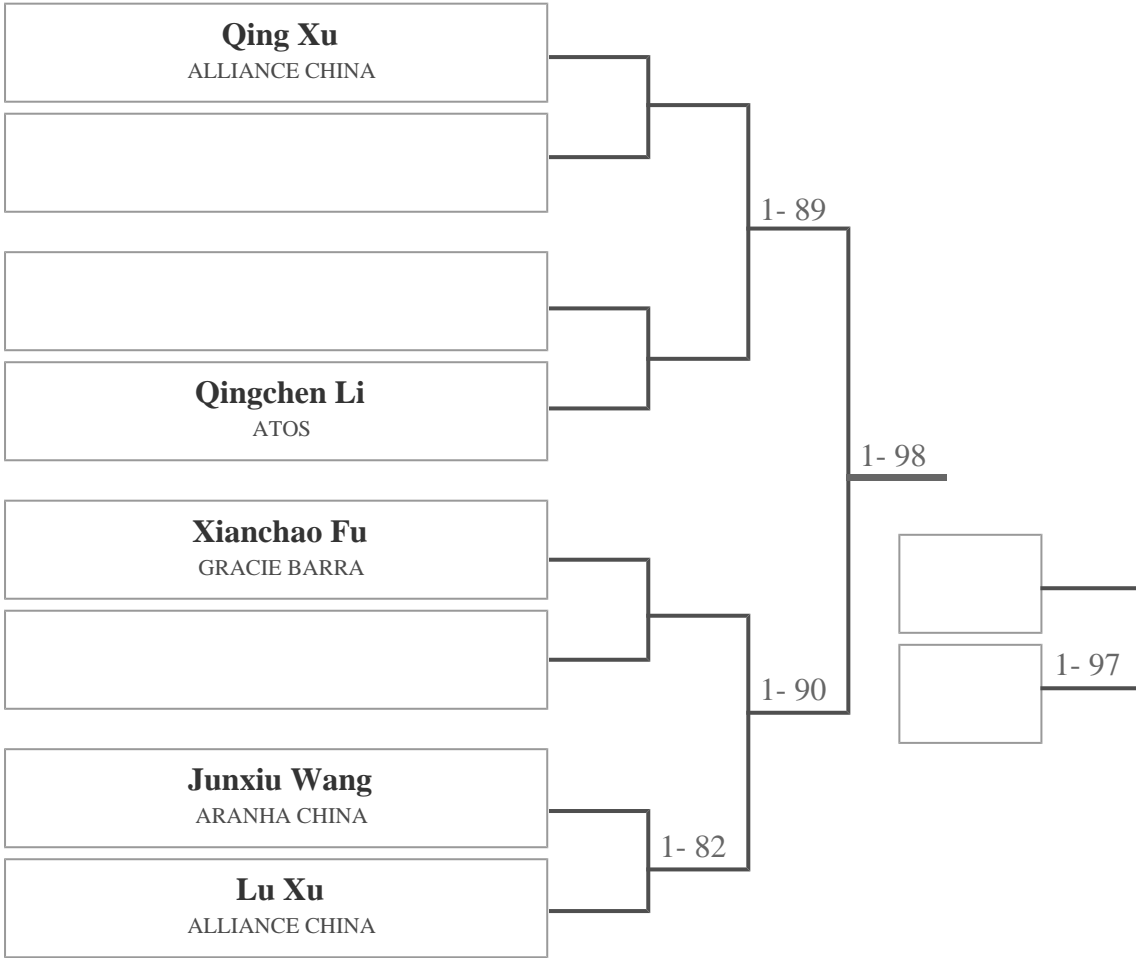 Qing Xu
ALLIANCE CHINA
1- 89
Qingchen Li
ATOS
1- 98
Xianchao Fu
GRACIE BARRA
1- 97
1- 90
Junxiu Wang
ARANHA CHINA
1- 82
Lu Xu
ALLIANCE CHINA